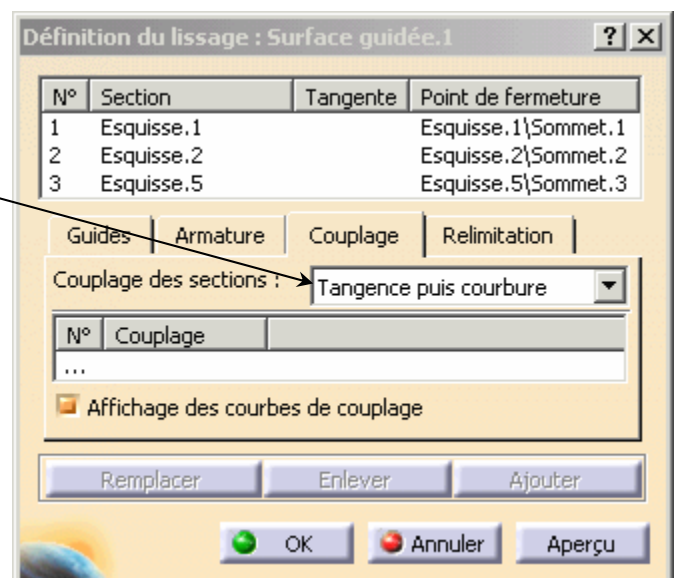 Définition du lissage : Surface guidée.1
N° Section Tangente Point de fermeture
1 Esquisse.1 Esquisse.1\Sommet.1
2 Esquisse.2 Esquisse.2\Sommet.2
3 Esquisse.5 Esquisse.5\Sommet.3
Guides Armature Couplage Relimitation
Couplage des sections : Tangence puis courbure
N° Couplage
...
Affichage des courbes de couplage
Remplacer Enlever Ajouter
OK Annuler Aperçu